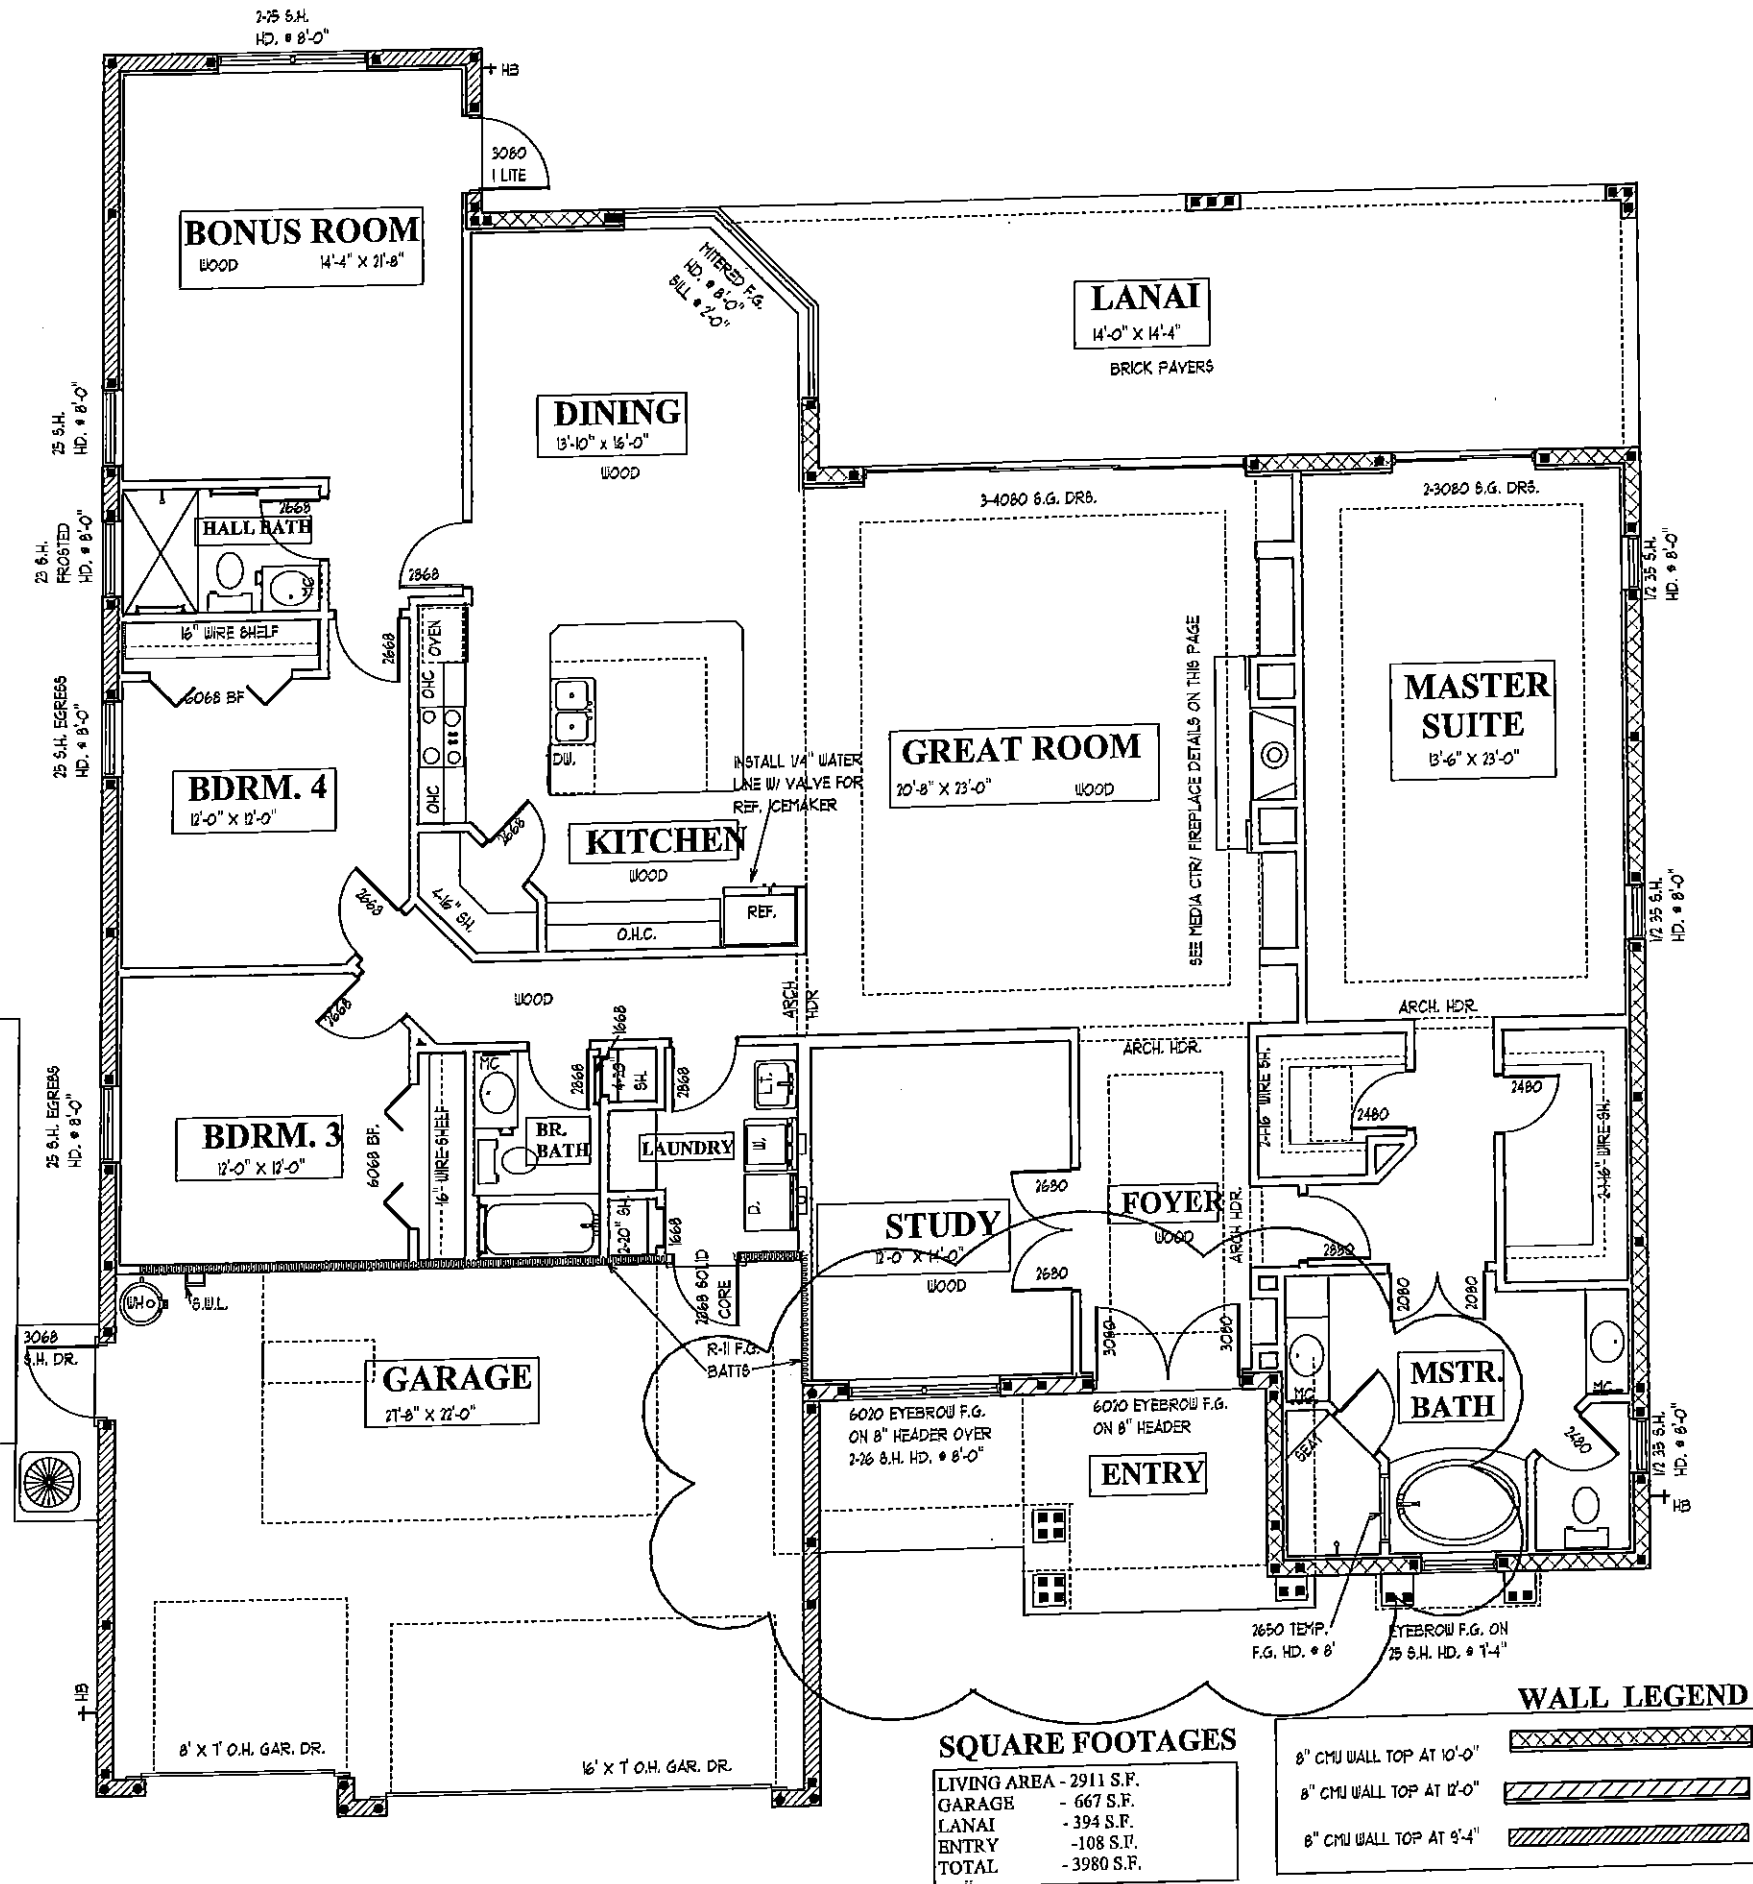 2-25 S.H.
HD. @ 8'-0"
HB
3080
1 LITE
BONUS ROOM
WOOD 14'-4" X 21'-8"
MITERED F.G.
HD. @ 8'-0"
SILL @ 2'-0"
LANAI
14'-0" X 14'-4"
BRICK PAVERS
DINING
13'-10" x 16'-0"
WOOD
25 S.H.
HD. @ 8'-0"
3-4080 S.G. DRS.
2-3080 S.G. DRS.
23 S.H.
FROSTED
HD. @ 8'-0"
2668
HALL BATH
MC
2868
1/2 35 S.H.
HD. @ 8'-0"
16" WIRE SHELF
2668
OVEN
OHC
6068 BF
25 S.H. EGRESS
HD. @ 8'-0"
SEE MEDIA CTR/ FIREPLACE DETAILS ON THIS PAGE
MASTER
SUITE
13'-6" X 23'-0"
GREAT ROOM
20'-8" X 23'-0" WOOD
DW.
INSTALL 1/4" WATER
LINE W/ VALVE FOR
REF. ICEMAKER
BDRM. 4
12'-0" X 12'-0"
OHC
2668
KITCHEN
WOOD
2668
4-16" SH.
REF.
O.H.C.
1/2 35 S.H.
HD. @ 8'-0"
WOOD
ARCH
HDR
ARCH. HDR.
2668
1668
ARCH. HDR.
MC
2868
4-20"
SH.
2868
L.T.
2-1-16" WIRE SH.
2480
2480
25 S.H. EGRESS
HD. @ 8'-0"
BDRM. 3
12'-0" X 12'-0"
6068 BF.
16" WIRE SHELF
BR.
BATH
LAUNDRY
W.
2-1-16" WIRE SH.
2680
FOYER
WOOD
ARCH HDR.
D.
2-20" SH.
1668
STUDY
12'-0" X 14'-0"
WOOD
2680
2880
2868 SOLID
CORE
WH
S.W.L.
2080
2080
3068
S.H. DR.
R-11 F.G.
BATTS
3080
3080
GARAGE
27'-8" X 22'-0"
MSTR.
BATH
MC
MC
6020 EYEBROW F.G.
ON 8" HEADER OVER
2-26 S.H. HD. @ 8'-0"
6020 EYEBROW F.G.
ON 8" HEADER
SEAT
2480
1/2 35 S.H.
HD. @ 8'-0"
ENTRY
HB
2650 TEMP.
F.G. HD. @ 8'
EYEBROW F.G. ON
25 S.H. HD. @ 7'-4"
HB
8' X 7' O.H. GAR. DR.
16' X 7' O.H. GAR. DR.
SQUARE FOOTAGES
LIVING AREA - 2911 S.F.
GARAGE - 667 S.F.
LANAI - 394 S.F.
ENTRY -108 S.F.
TOTAL - 3980 S.F.
WALL LEGEND
8" CMU WALL TOP AT 10'-0"
8" CMU WALL TOP AT 12'-0"
8" CMU WALL TOP AT 9'-4"